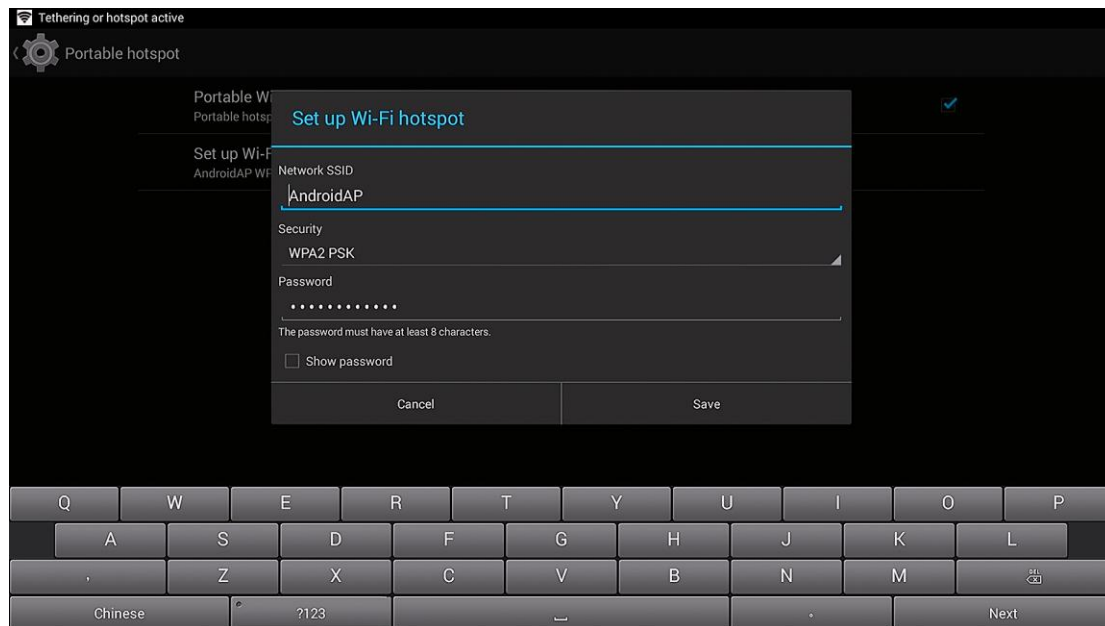 Tethering or hotspot active
Portable hotspot
Portable Wi
Portable hotsp
Set up Wi-F
AndroidAP WP
Set up Wi-Fi hotspot
Network SSID
AndroidAP
Security
WPA2 PSK
Password
••••••••••••
The password must have at least 8 characters.
Show password
Cancel Save
Q W E R T Y U I O P
A S D F G H J K L
, Z X C V B N M DEL
Chinese ?123 . Next